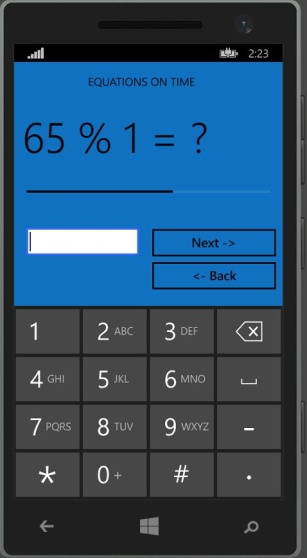 2:23
EQUATIONS ON TIME
65 % 1 = ?
Next ->
<- Back
1 2 ABC 3 DEF
4 GHI 5 JKL 6 MNO
7 PQRS 8 TUV 9 WXYZ -
* 0 + # .